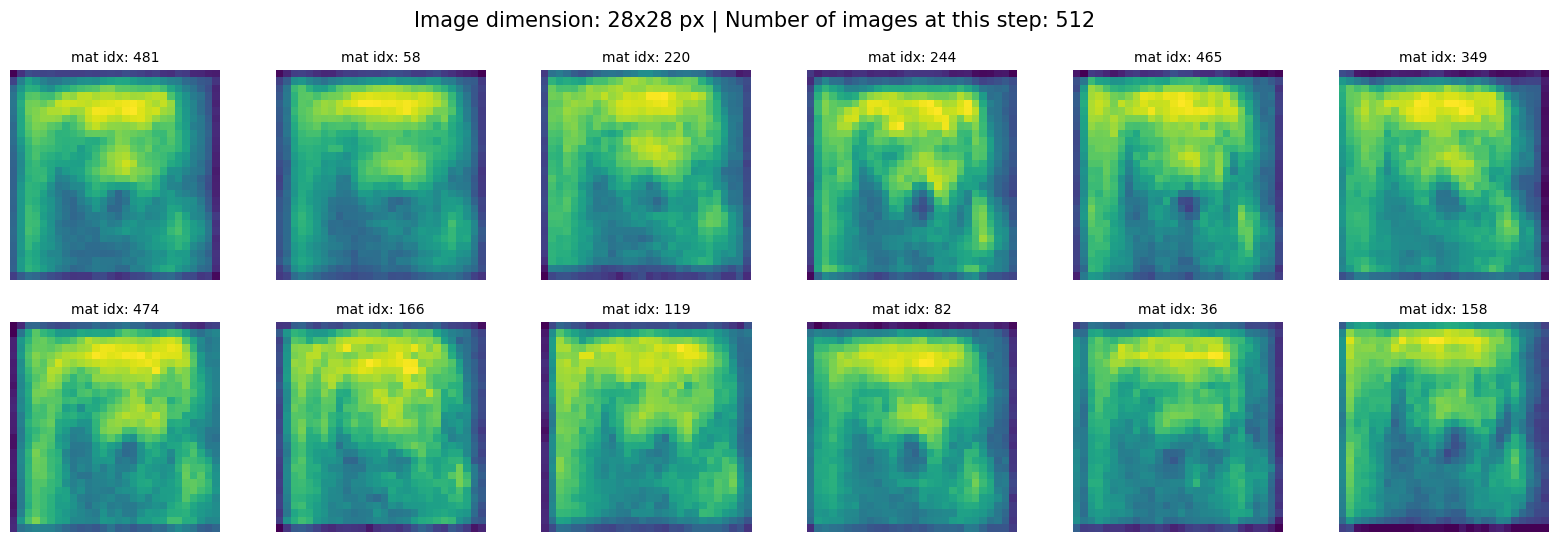 Image dimension: 28x28 px | Number of images at this step: 512
mat idx: 481
mat idx: 58
mat idx: 220
mat idx: 244
mat idx: 465
mat idx: 349
mat idx: 474
mat idx: 166
mat idx: 119
mat idx: 82
mat idx: 36
mat idx: 158